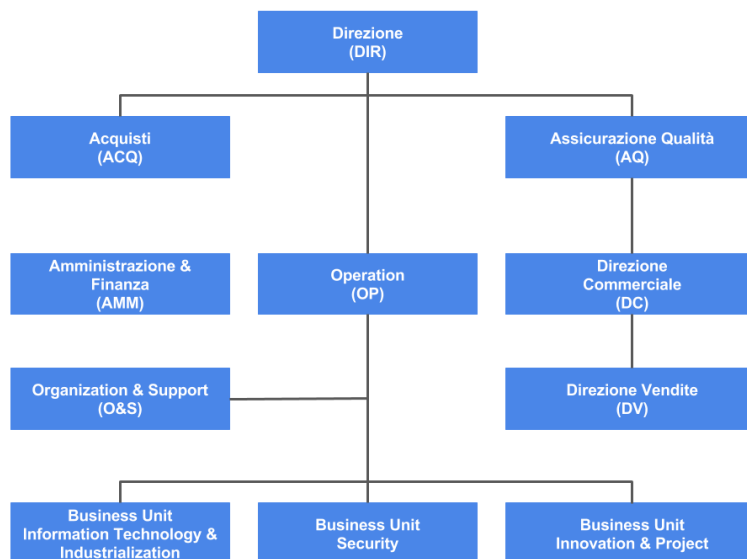 Direzione
(DIR)
Acquisti
(ACQ)
Assicurazione Qualità
(AQ)
Amministrazione &
Finanza
(AMM)
Operation
(OP)
Direzione
Commerciale
(DC)
Organization & Support
(O&S)
Direzione Vendite
(DV)
Business Unit
Information Technology &
Industrialization
Business Unit
Security
Business Unit
Innovation & Project